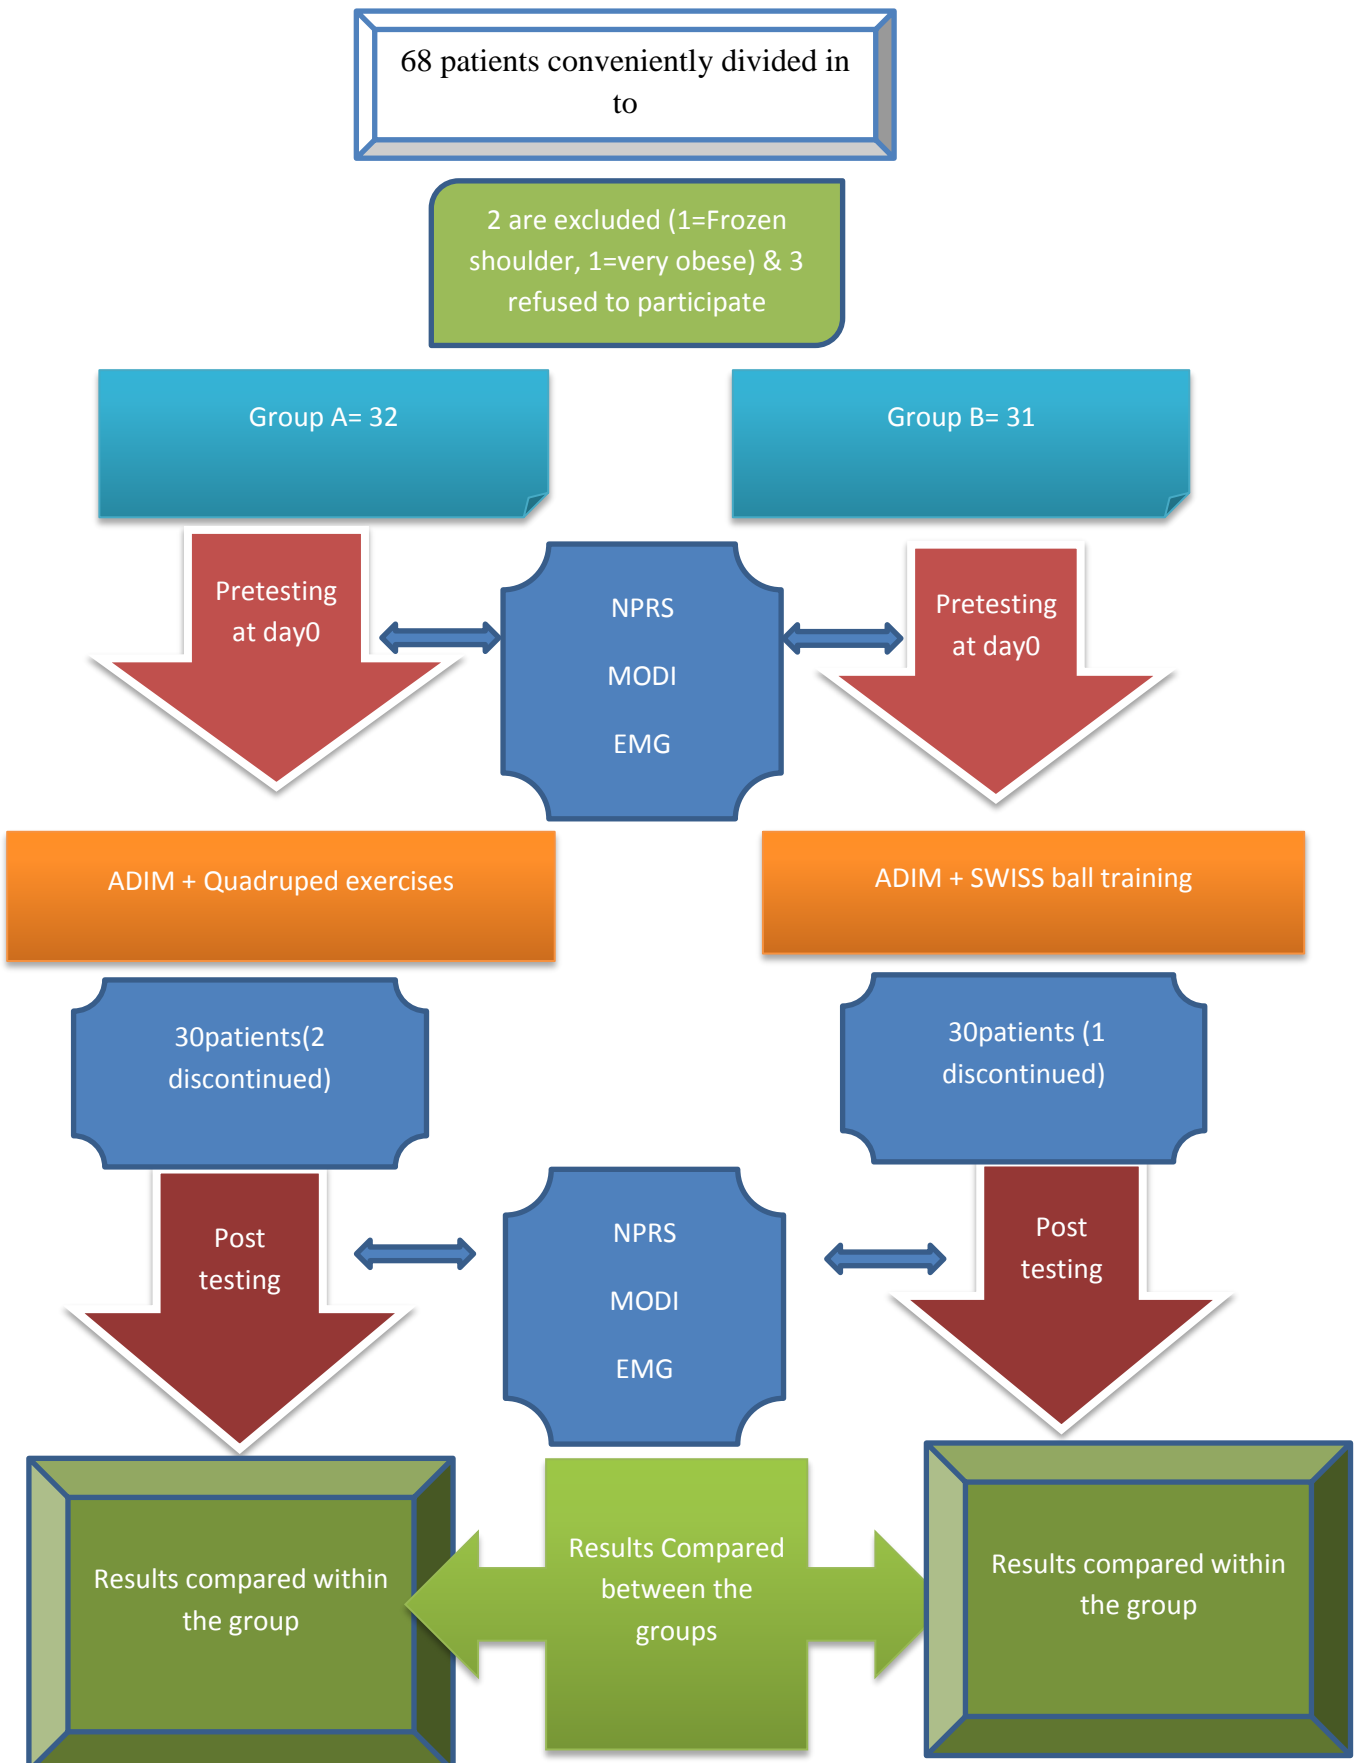 68 patients conveniently divided in
to
2 are excluded (1=Frozen
shoulder, 1=very obese) & 3
refused to participate
Group A= 32
Group B= 31
Pretesting
at day0
NPRS
MODI
EMG
Pretesting
at day0
ADIM + Quadruped exercises
ADIM + SWISS ball training
30patients(2
discontinued)
30patients (1
discontinued)
Post
testing
NPRS
MODI
EMG
Post
testing
Results compared within
the group
Results Compared
between the
groups
Results compared within
the group